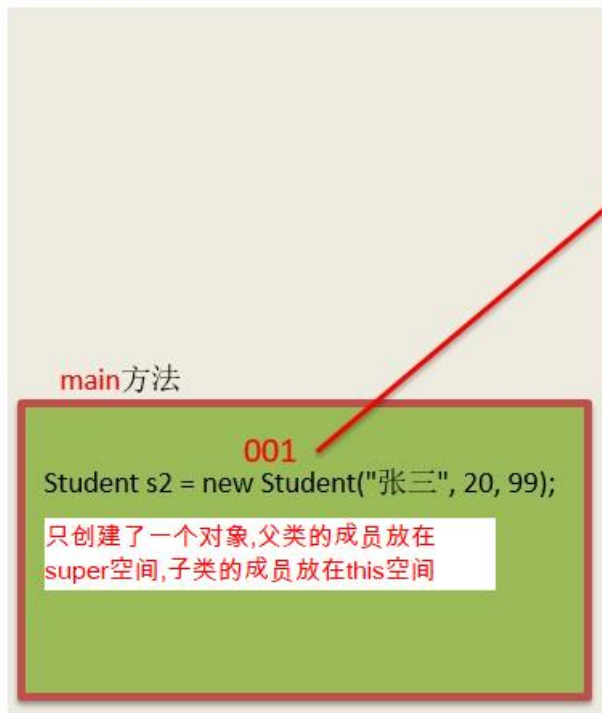 main方法
001
Student s2 = new Student("张三", 20, 99);
只创建了一个对象,父类的成员放在
super空间,子类的成员放在this空间